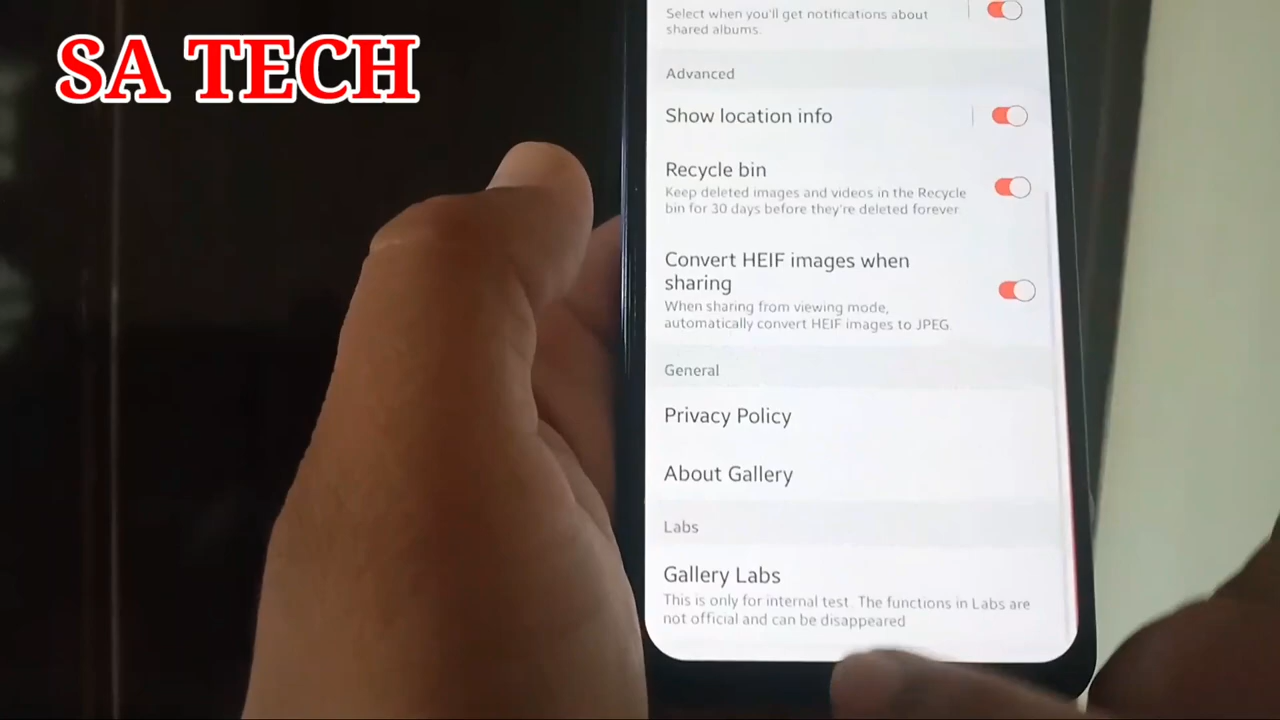 SA TECH
Select when you'll get notifications about
shared albums.
Advanced
Show location info
Recycle bin
Keep deleted images and videos in the Recycle
bin for 30 days before they're deleted forever.
Convert HEIF images when
sharing
When sharing from viewing mode,
automatically convert HEIF images to JPEG.
General
Privacy Policy
About Gallery
Labs
Gallery Labs
This is only for internal test. The functions in Labs are
not official and can be disappeared